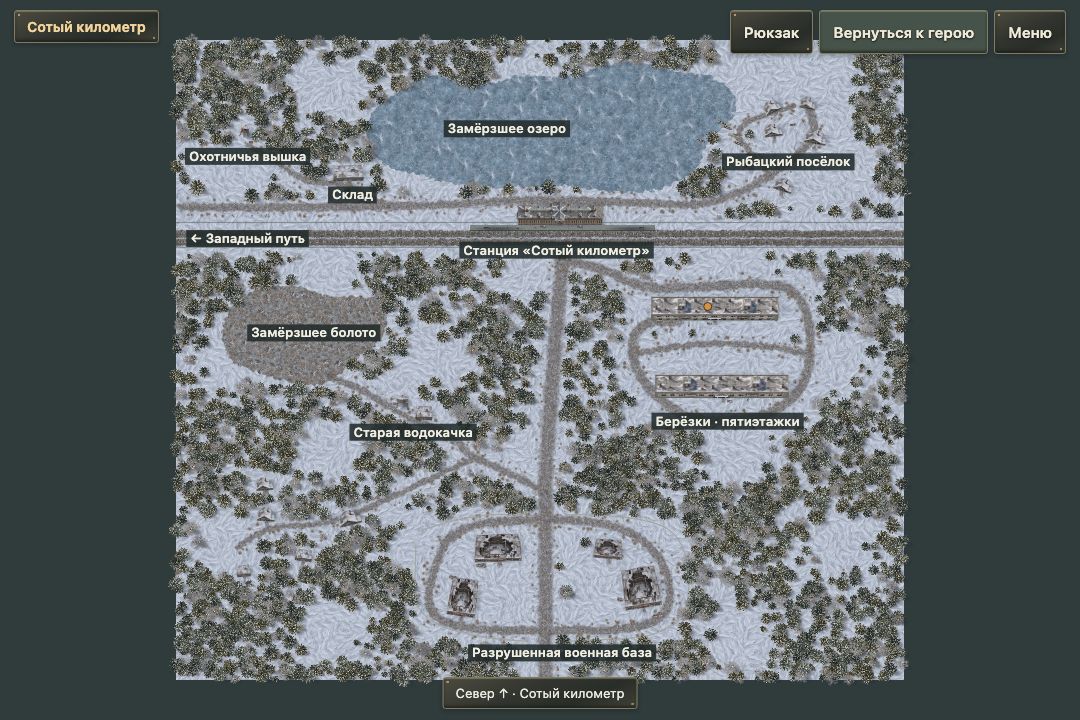 Сотый километр
Рюкзак
Вернуться к герою
Меню
Замёрзшее озеро
Охотничья вышка
Рыбацкий посёлок
Склад
← Западный путь
Станция «Сотый километр»
Замёрзшее болото
Берёзки · пятиэтажки
Старая водокачка
Разрушенная военная база
Север ↑ · Сотый километр